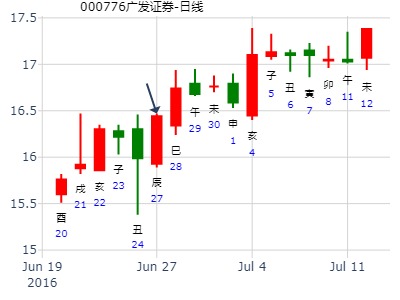 000776广发证券-日线
17.5
17
16.5
16
15.5
15
酉
20
戌
21
亥
22
子
23
丑
24
辰
27
巳
28
午
29
未
30
申
1
亥
4
子
5
丑
6
寅
7
卯
8
午
11
未
12
Jun 19
2016
Jun 27
Jul 4
Jul 11